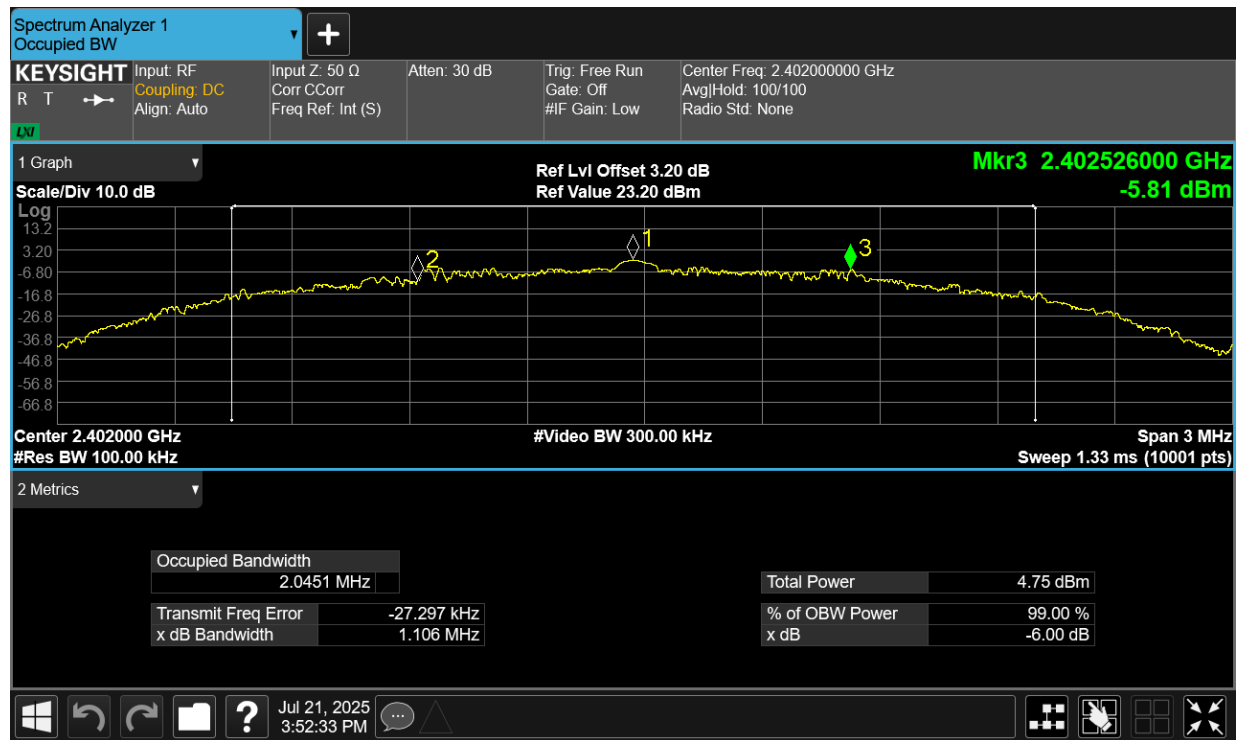 Spectrum Analyzer 1
Occupied BW
KEYSIGHT
R T
LXI
Input: RF
Coupling: DC
Align: Auto
Input Z: 50 Ω
Corr CCorr
Freq Ref: Int (S)
Atten: 30 dB
Trig: Free Run
Gate: Off
#IF Gain: Low
Center Freq: 2.402000000 GHz
Avg|Hold: 100/100
Radio Std: None
1 Graph
Scale/Div 10.0 dB
Ref Lvl Offset 3.20 dB
Ref Value 23.20 dBm
Mkr3 2.402526000 GHz
-5.81 dBm
Log
13.2
3.20
-6.80
-16.8
-26.8
-36.8
-46.8
-56.8
-66.8
2
1
3
Center 2.402000 GHz
#Video BW 300.00 kHz
Span 3 MHz
#Res BW 100.00 kHz
Sweep 1.33 ms (10001 pts)
2 Metrics
Occupied Bandwidth
2.0451 MHz
Total Power 4.75 dBm
Transmit Freq Error -27.297 kHz
% of OBW Power 99.00 %
x dB Bandwidth 1.106 MHz
x dB -6.00 dB
?
Jul 21, 2025
3:52:33 PM